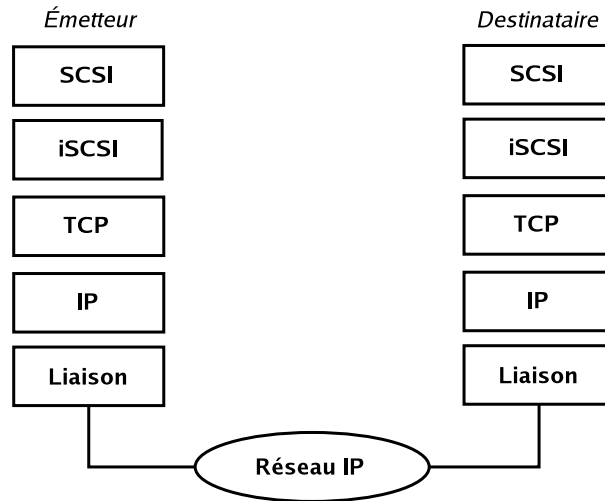 Émetteur
Destinataire
SCSI
SCSI
iSCSI
iSCSI
TCP
TCP
IP
IP
Liaison
Liaison
Réseau IP